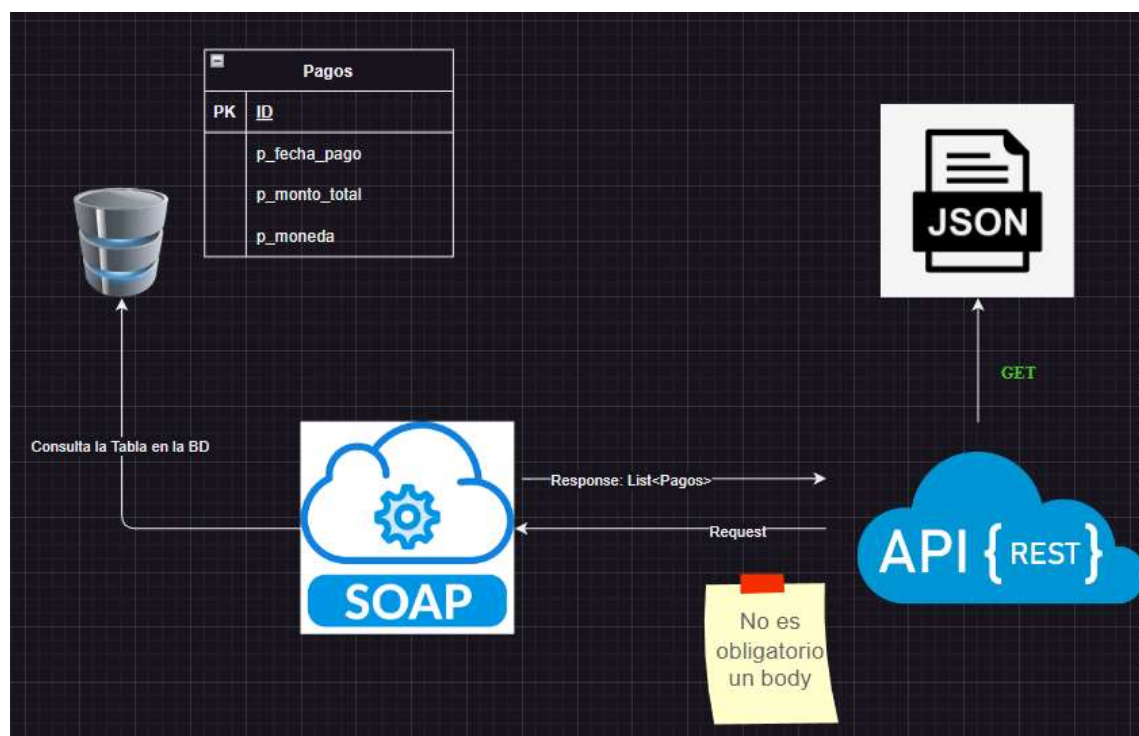 Pagos
PK ID
p_fecha_pago
p_monto_total
p_moneda
JSON
GET
Consulta la Tabla en la BD
Response: List<Pagos>
Request
SOAP
API { REST }
No es
obligatorio
un body